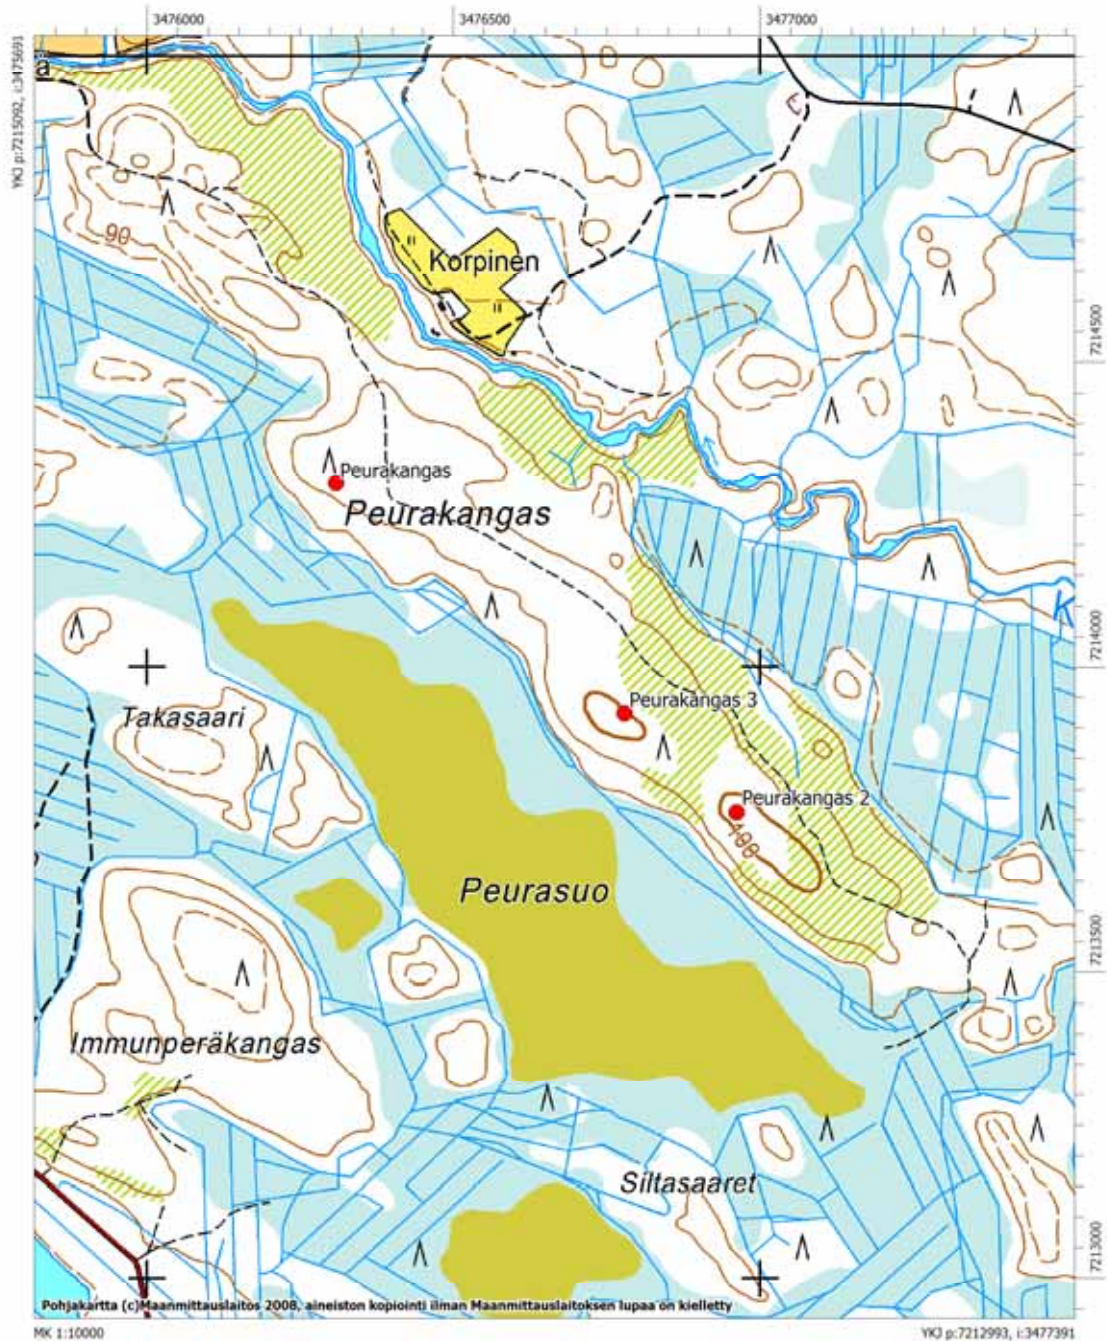 3476000
3476500
3477000
YKJ p:7215092, i:3475691
a
90
Korpinen
7214500
Peurakangas
Peurakangas
K
7214000
Takasaari
Peurakangas 3
Peurakangas 2
100
Peurasuo
7213500
Immunperäkangas
Siltasaaret
7213000
Pohjakartta (c)Maanmittauslaitos 2008, aineiston kopiointi ilman Maanmittauslaitoksen lupaa on kielletty
MK 1:10000
YKJ p:7212993, i:3477391